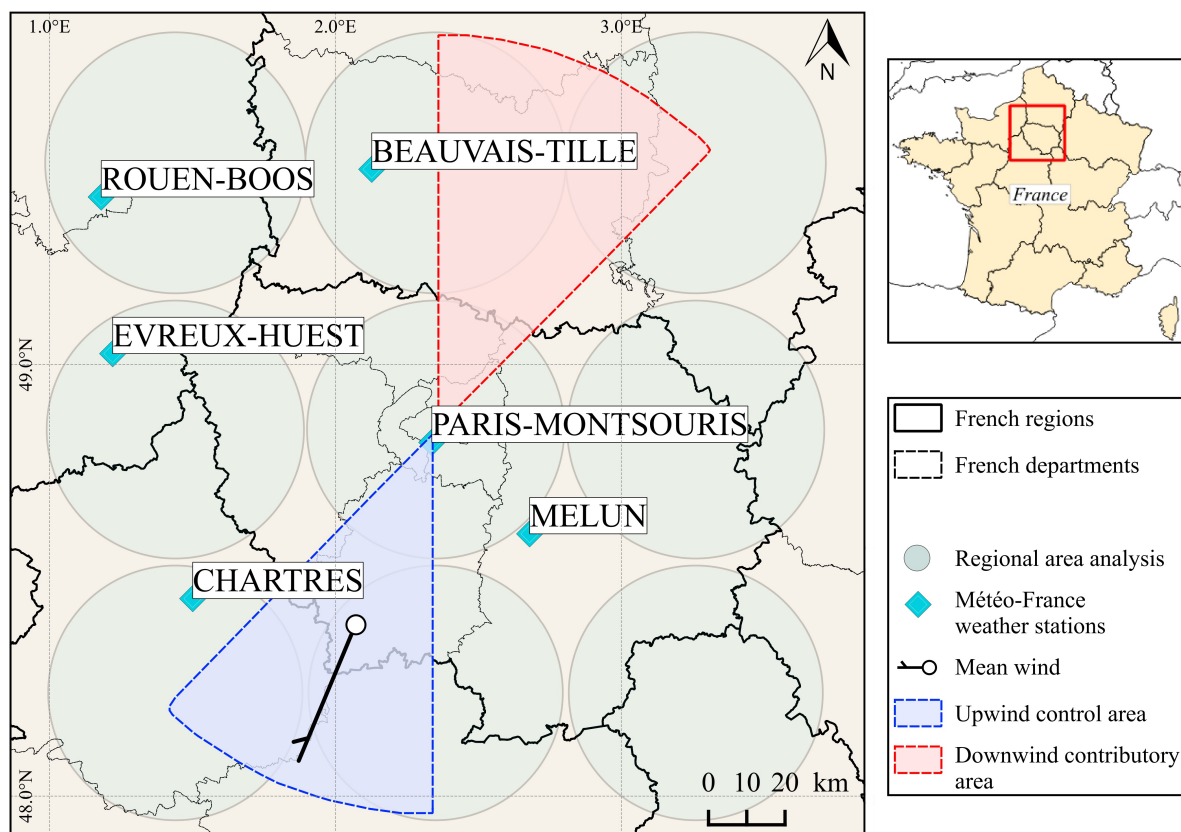 1.0°E
2.0°E
3.0°E
N
BEAUVAIS-TILLE
ROUEN-BOOS
EVREUX-HUEST
49.0°N
PARIS-MONTSOURIS
MELUN
CHARTRES
0 10 20 km
48.0°N
France
French regions
French departments
Regional area analysis
Météo-France
weather stations
Mean wind
Upwind control area
Downwind contributory
area